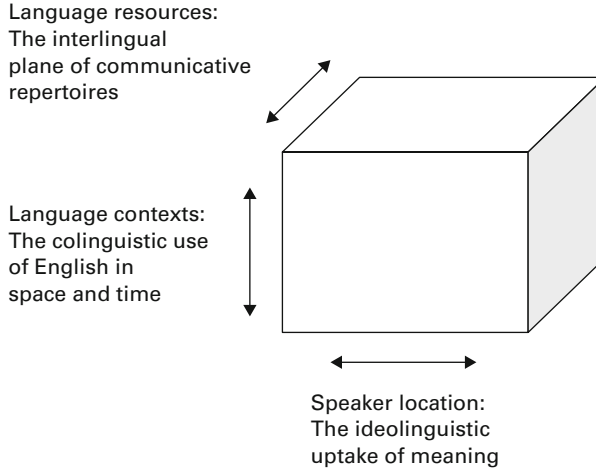 Language resources:
The interlingual
plane of communicative
repertoires
Language contexts:
The colinguistic use
of English in
space and time
Speaker location:
The ideolinguistic
uptake of meaning